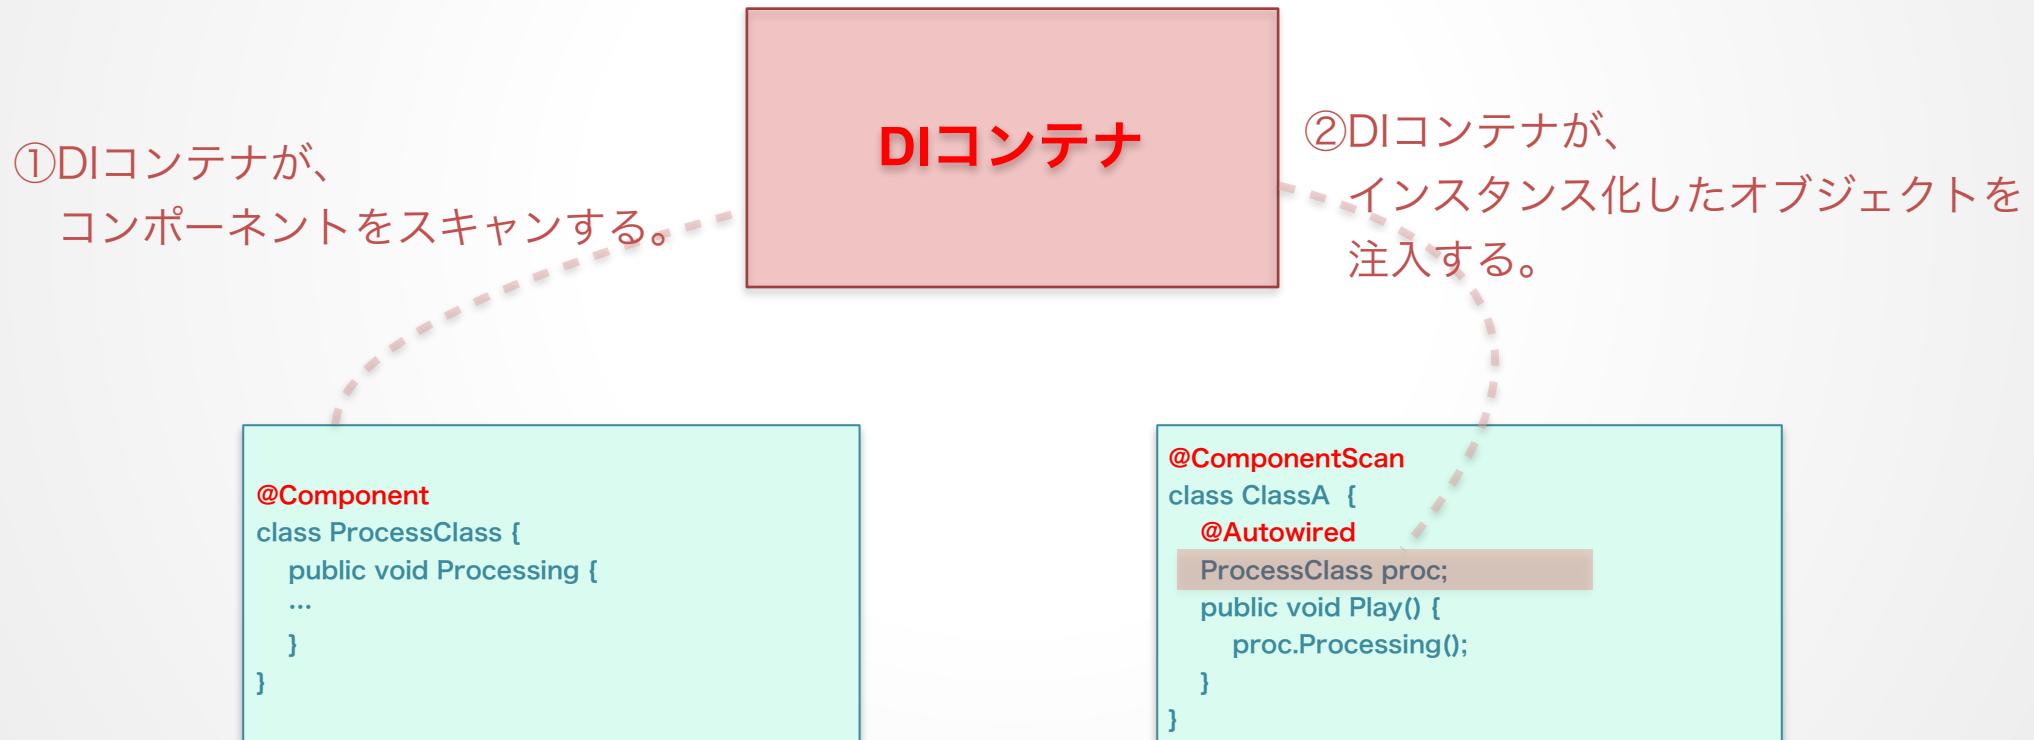 DIコンテナ
①DIコンテナが、
コンポーネントをスキャンする。
②DIコンテナが、
インスタンス化したオブジェクトを
注入する。
@Component
class ProcessClass {
public void Processing {
...
}
}
@ComponentScan
class ClassA {
@Autowired
ProcessClass proc;
public void Play() {
proc.Processing();
}
}